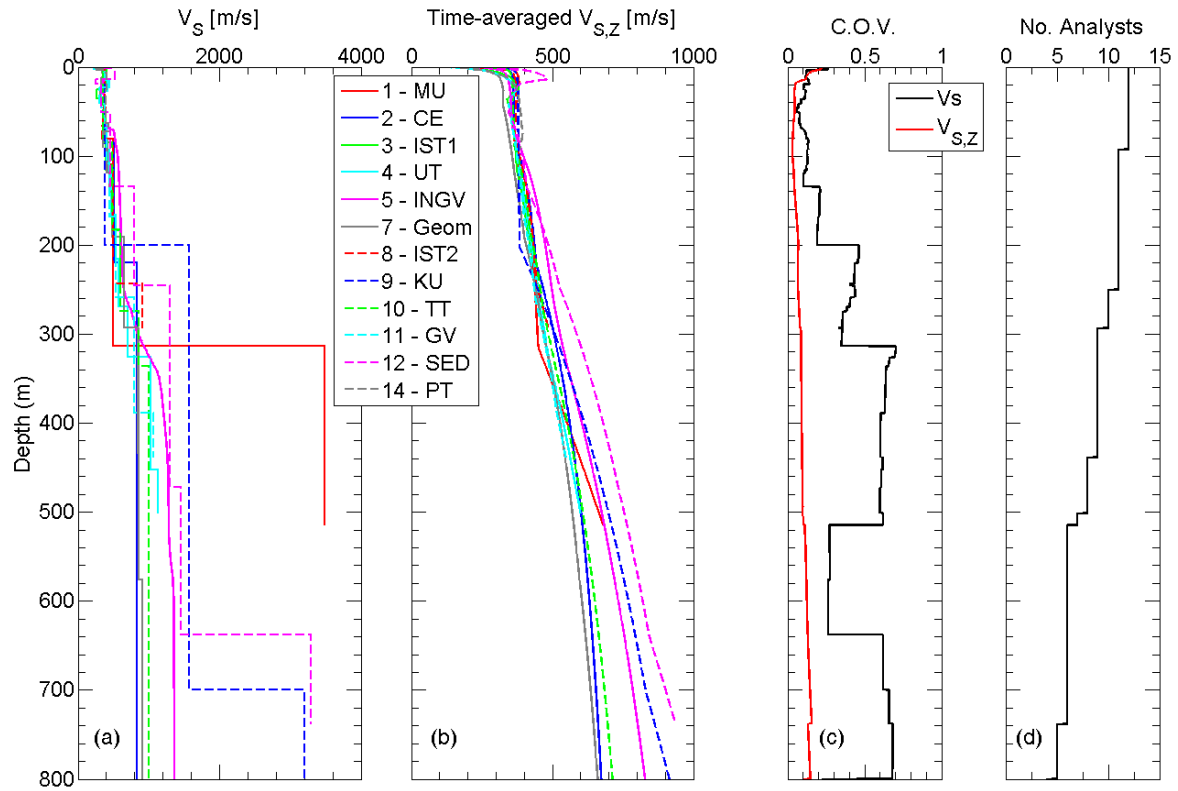 V_S [m/s]
Time-averaged V_S,Z [m/s]
C.O.V.
No. Analysts
0 2000 4000
0 500 1000
0 0.5 1
0 5 10 15
0
100
200
300
400
500
600
700
800
Depth (m)
1 - MU
2 - CE
3 - IST1
4 - UT
5 - INGV
7 - Geom
8 - IST2
9 - KU
10 - TT
11 - GV
12 - SED
14 - PT
Vs
V_S,Z
(a)
(b)
(c)
(d)